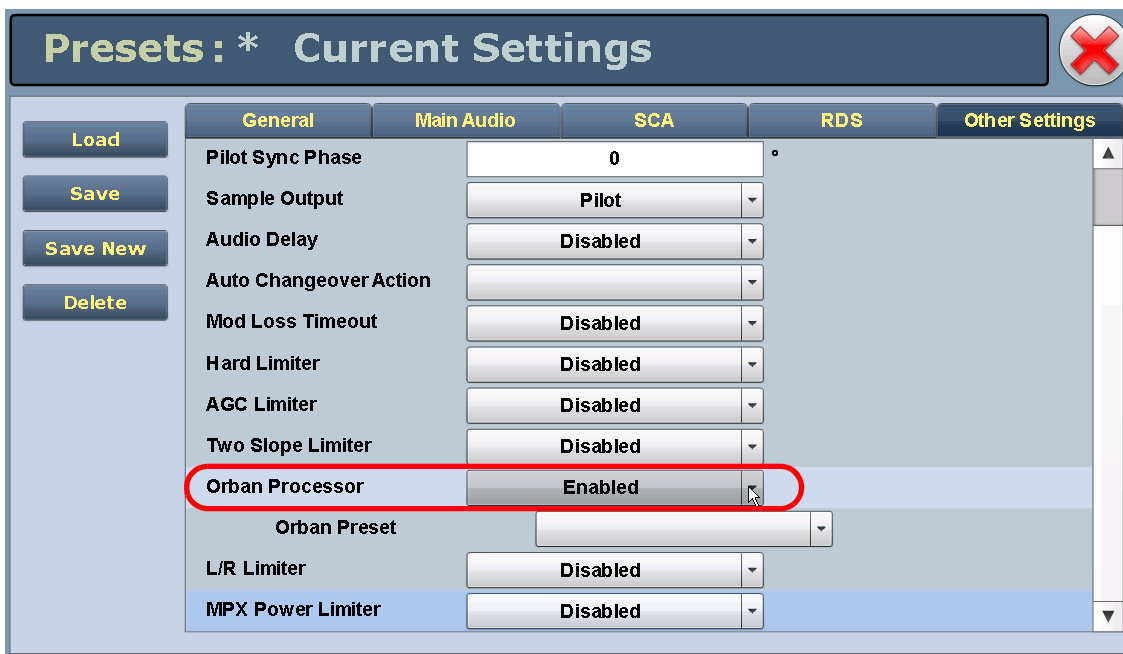 Presets: * Current Settings
Load
Save
Save New
Delete
General Main Audio SCA RDS Other Settings
Pilot Sync Phase 0 °
Sample Output Pilot
Audio Delay Disabled
Auto Changeover Action
Mod Loss Timeout Disabled
Hard Limiter Disabled
AGC Limiter Disabled
Two Slope Limiter Disabled
Orban Processor Enabled
Orban Preset
L/R Limiter Disabled
MPX Power Limiter Disabled